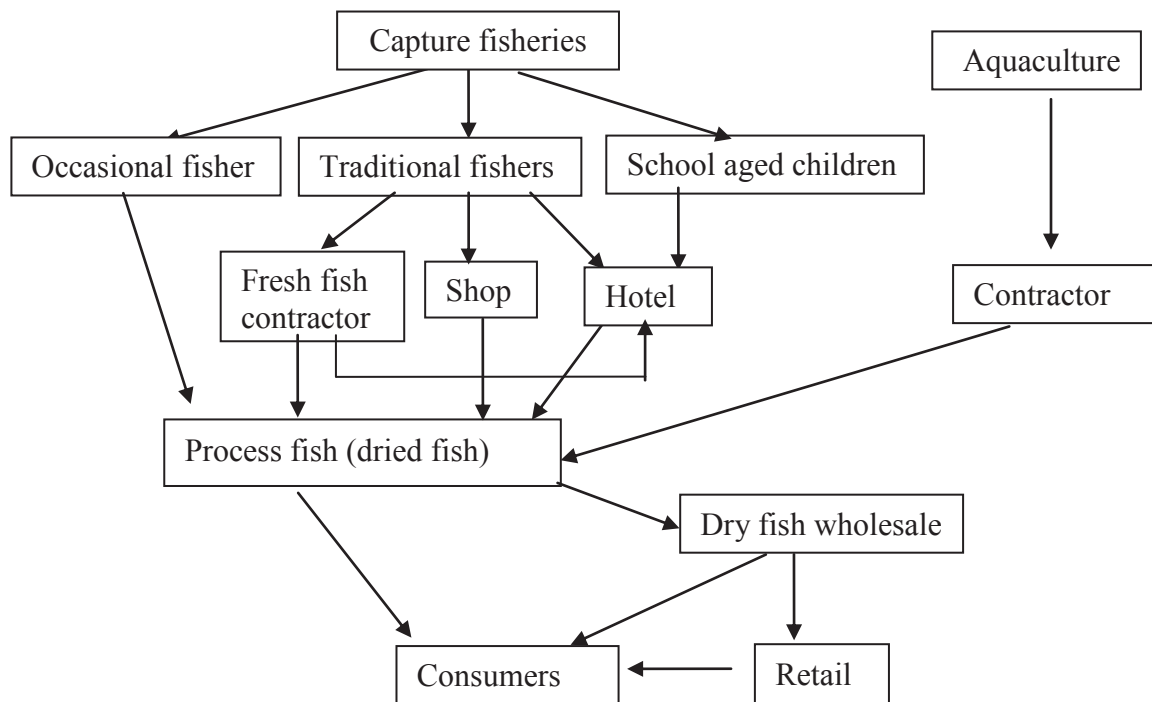 Capture fisheries
Aquaculture
Occasional fisher
Traditional fishers
School aged children
Fresh fish
contractor
Shop
Hotel
Contractor
Process fish (dried fish)
Dry fish wholesale
Consumers
Retail